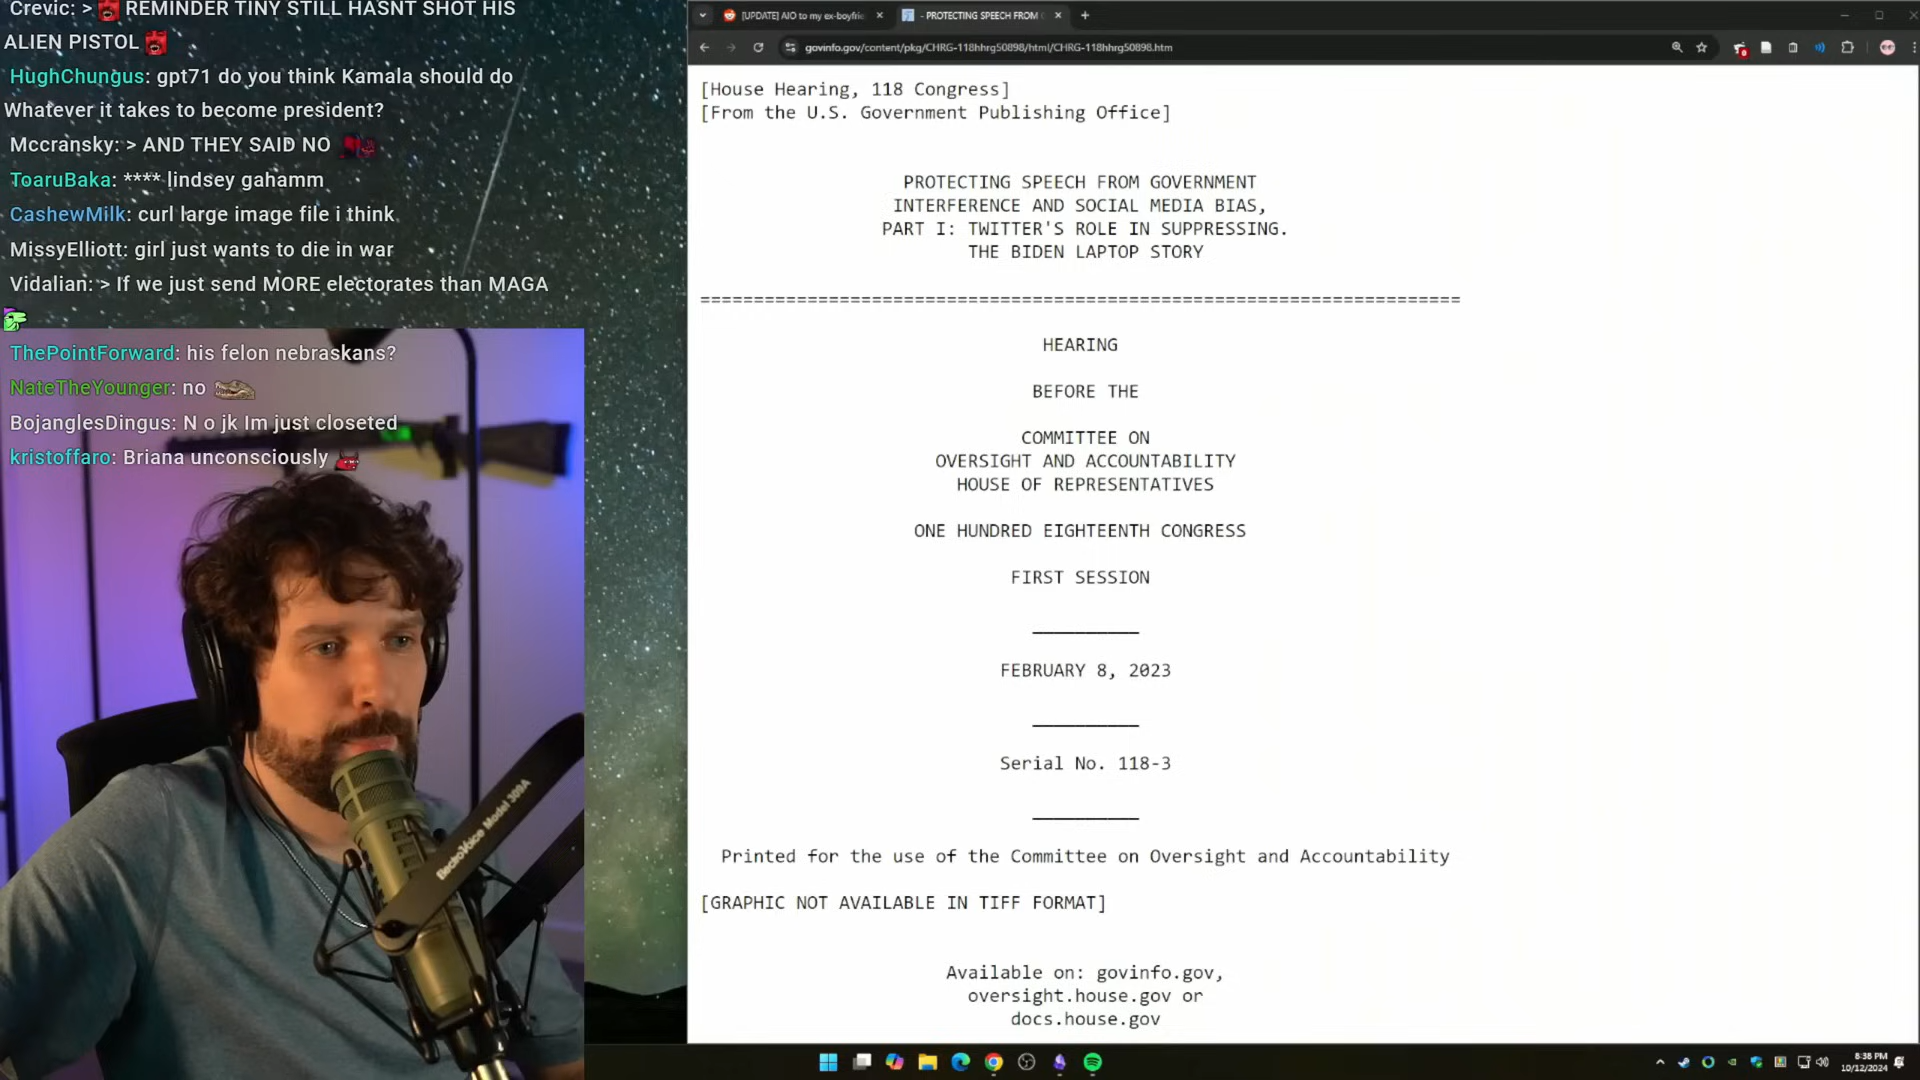 Crevic: > REMINDER TINY STILL HASNT SHOT HIS
ALIEN PISTOL
HughChungus: gpt71 do you think Kamala should do
Whatever it takes to become president?
Mccransky: > AND THEY SAID NO
ToaruBaka: **** lindsey gahamm
CashewMilk: curl large image file i think
MissyElliott: girl just wants to die in war
Vidalian: > If we just send MORE electorates than MAGA
ThePointForward: his felon nebraskans?
NateTheYounger: no
BojanglesDingus: N o jk Im just closeted
kristoffaro: Briana unconsciously
ElectroVoice Model 309A
[UPDATE] AIO to my ex-boyfrie
- PROTECTING SPEECH FROM G
govinfo.gov/content/pkg/CHRG-118hhrg50898/html/CHRG-118hhrg50898.htm
[House Hearing, 118 Congress]
[From the U.S. Government Publishing Office]
PROTECTING SPEECH FROM GOVERNMENT
INTERFERENCE AND SOCIAL MEDIA BIAS,
PART I: TWITTER'S ROLE IN SUPPRESSING.
THE BIDEN LAPTOP STORY
=======================================================================
HEARING
BEFORE THE
COMMITTEE ON
OVERSIGHT AND ACCOUNTABILITY
HOUSE OF REPRESENTATIVES
ONE HUNDRED EIGHTEENTH CONGRESS
FIRST SESSION
__________
FEBRUARY 8, 2023
__________
Serial No. 118-3
__________
Printed for the use of the Committee on Oversight and Accountability
[GRAPHIC NOT AVAILABLE IN TIFF FORMAT]
Available on: govinfo.gov,
oversight.house.gov or
docs.house.gov
8:38 PM
10/12/2024